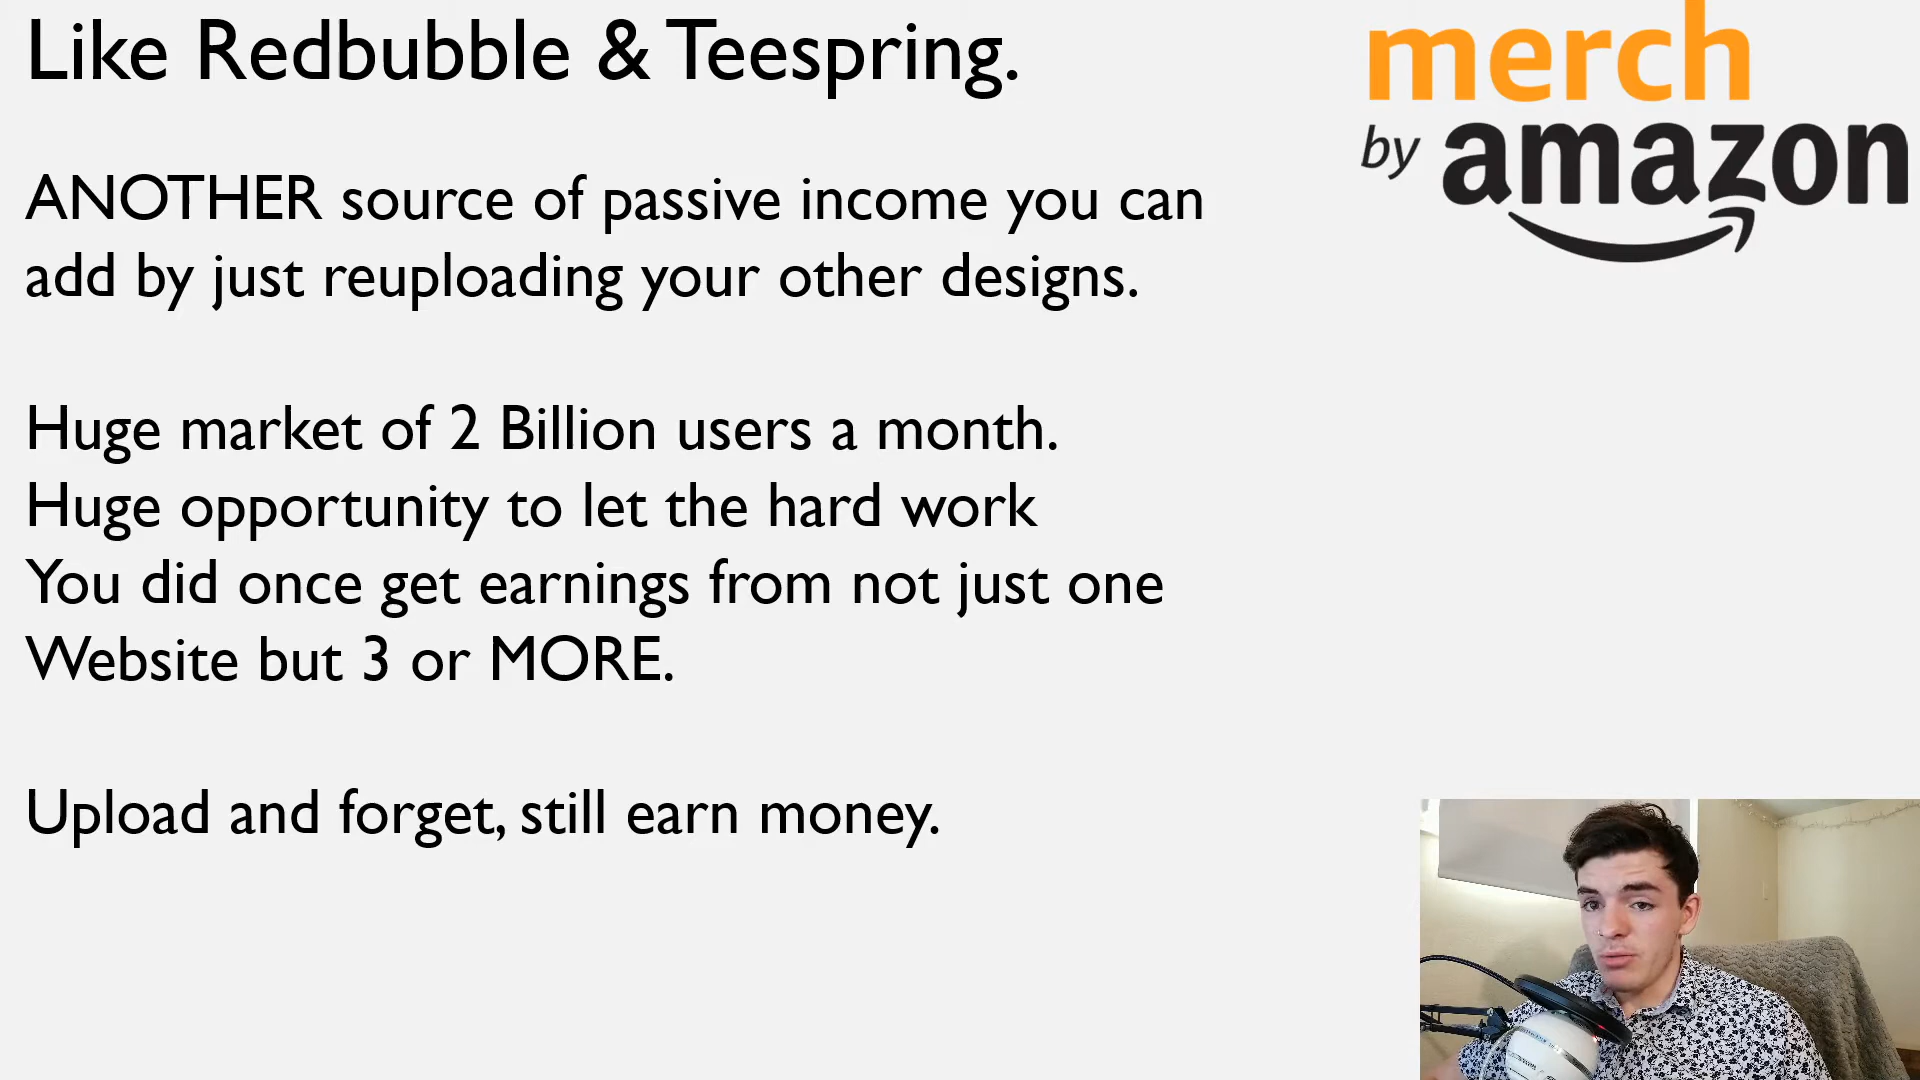 Like Redbubble & Teespring.
merch
by amazon
ANOTHER source of passive income you can
add by just reuploading your other designs.
Huge market of 2 Billion users a month.
Huge opportunity to let the hard work
You did once get earnings from not just one
Website but 3 or MORE.
Upload and forget, still earn money.